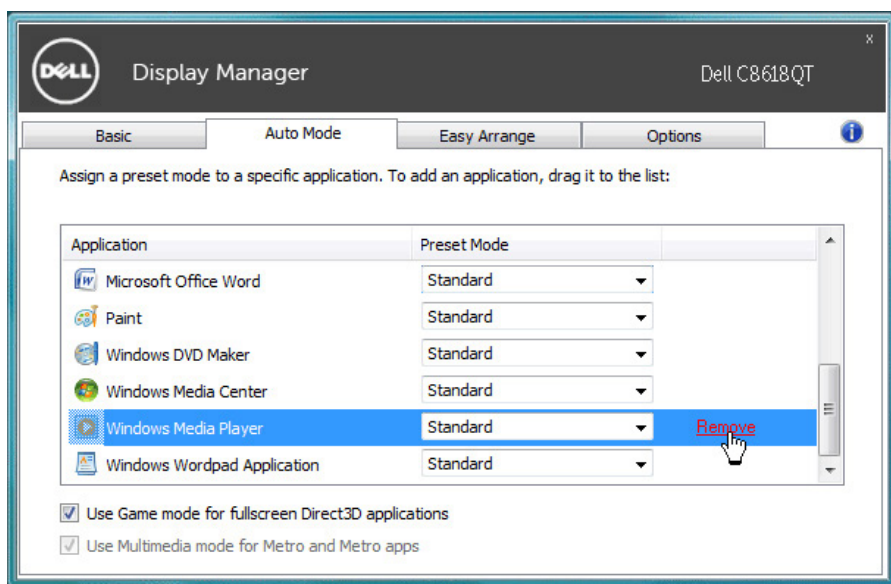 x
DELL Display Manager Dell C8618QT
Basic Auto Mode Easy Arrange Options i
Assign a preset mode to a specific application. To add an application, drag it to the list:
Application Preset Mode
Microsoft Office Word Standard
Paint Standard
Windows DVD Maker Standard
Windows Media Center Standard
Windows Media Player Standard Remove
Windows Wordpad Application Standard
Use Game mode for fullscreen Direct3D applications
Use Multimedia mode for Metro and Metro apps